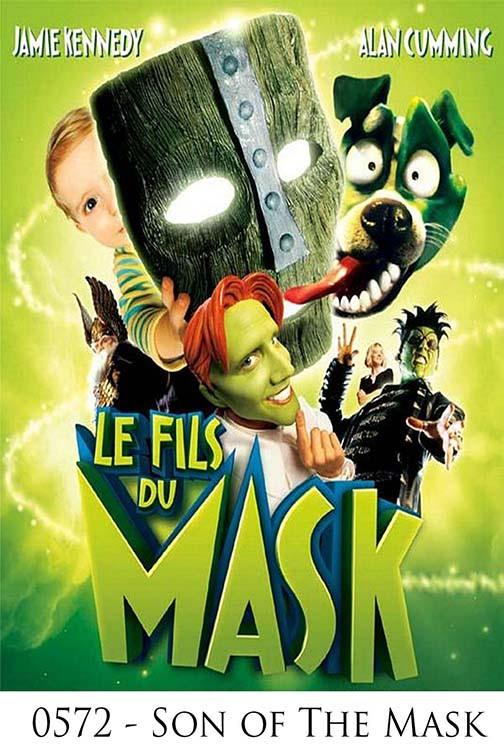 JAMIE KENNEDY ALAN CUMMING
LE FILS
DU
MASK
0572 - SON OF THE MASK